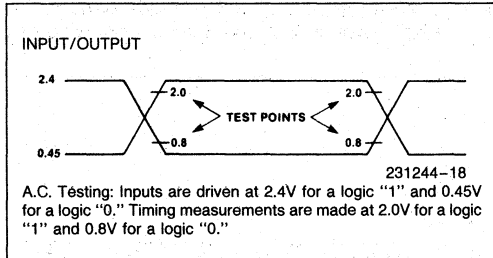 INPUT/OUTPUT
2.4
2.0 2.0
TEST POINTS
0.8 0.8
0.45
231244-18
A.C. Testing: Inputs are driven at 2.4V for a logic "1" and 0.45V
for a logic "0." Timing measurements are made at 2.0V for a logic
"1" and 0.8V for a logic "0."